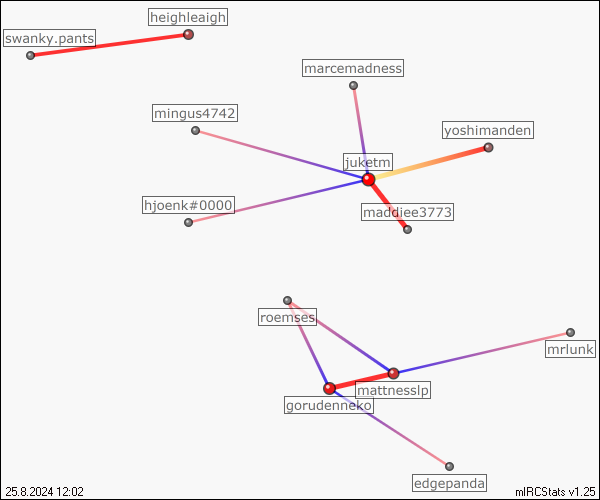 heighleaigh
swanky.pants
marcemadness
mingus4742
yoshimanden
juketm
hjoenk#0000
maddiee3773
roemses
mrlunk
mattnesslp
gorudenneko
edgepanda
25.8.2024 12:02
mIRCStats v1.25